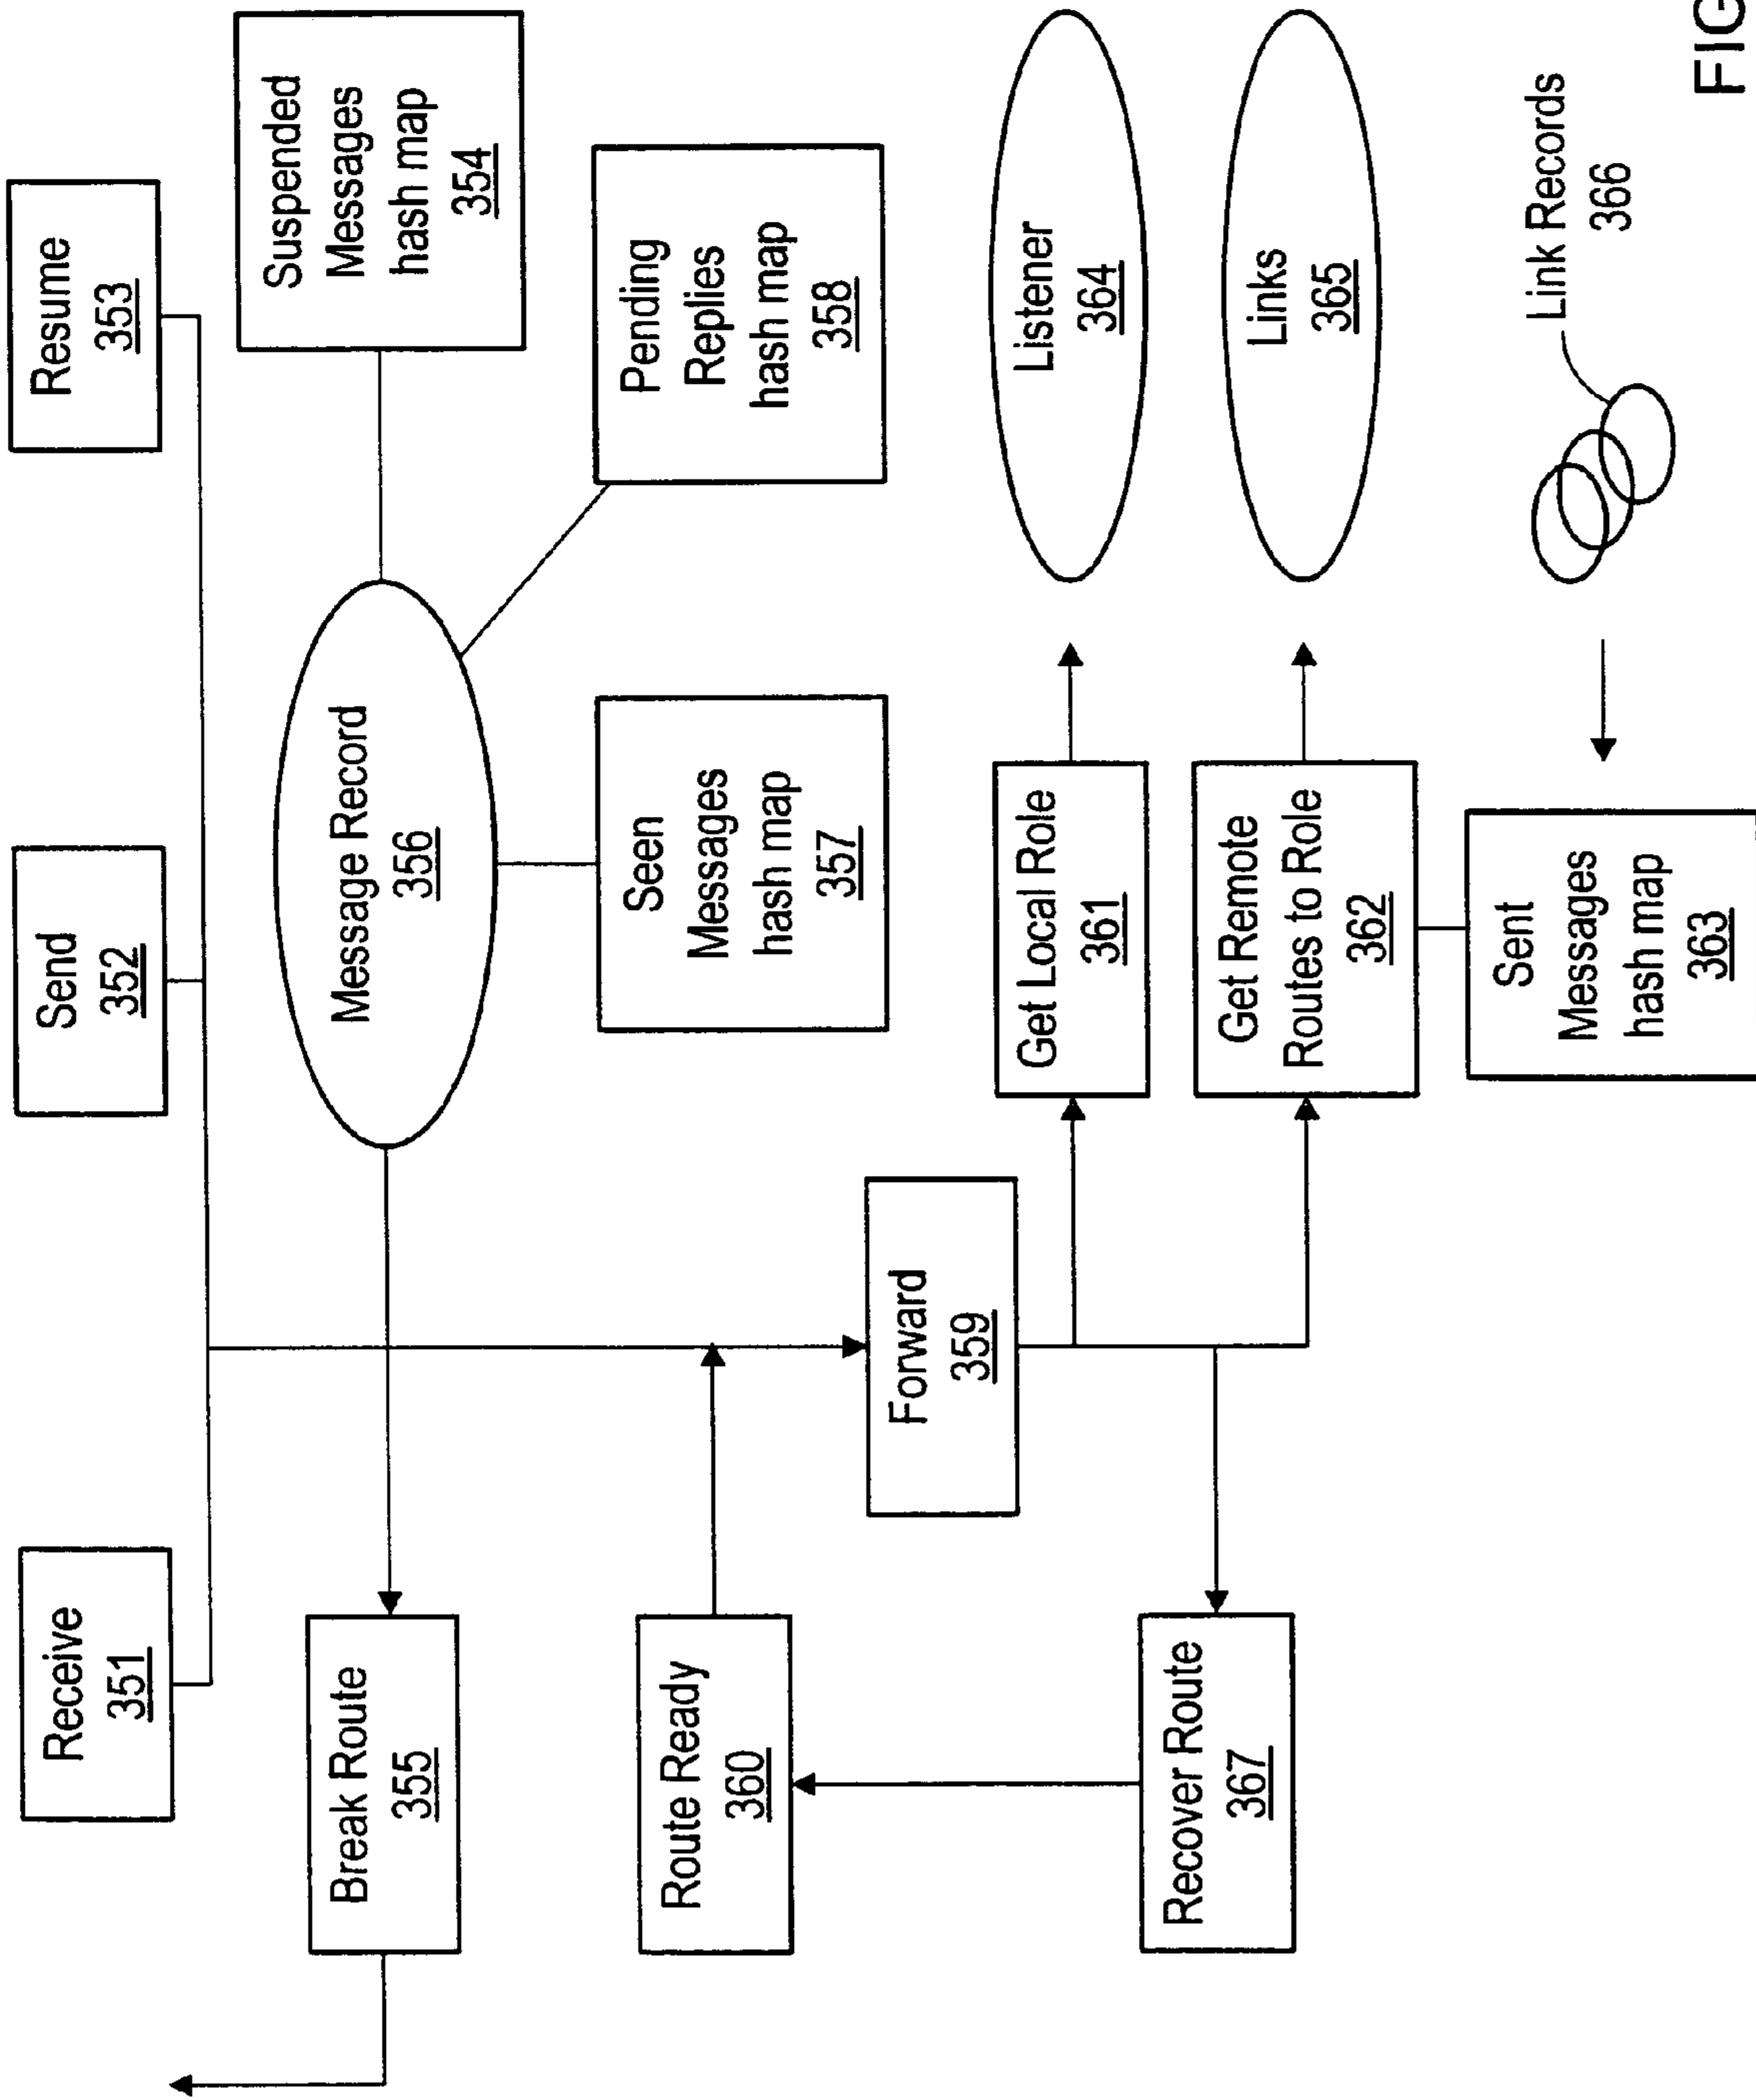 Receive
351
Send
352
Resume
353
Break Route
355
Message Record
356
Suspended
Messages
hash map
354
Route Ready
360
Seen
Messages
hash map
357
Pending
Replies
hash map
358
Forward
359
Get Local Role
361
Listener
364
Recover Route
367
Get Remote
Routes to Role
362
Links
365
Sent
Messages
hash map
363
Link Records
366
FIG